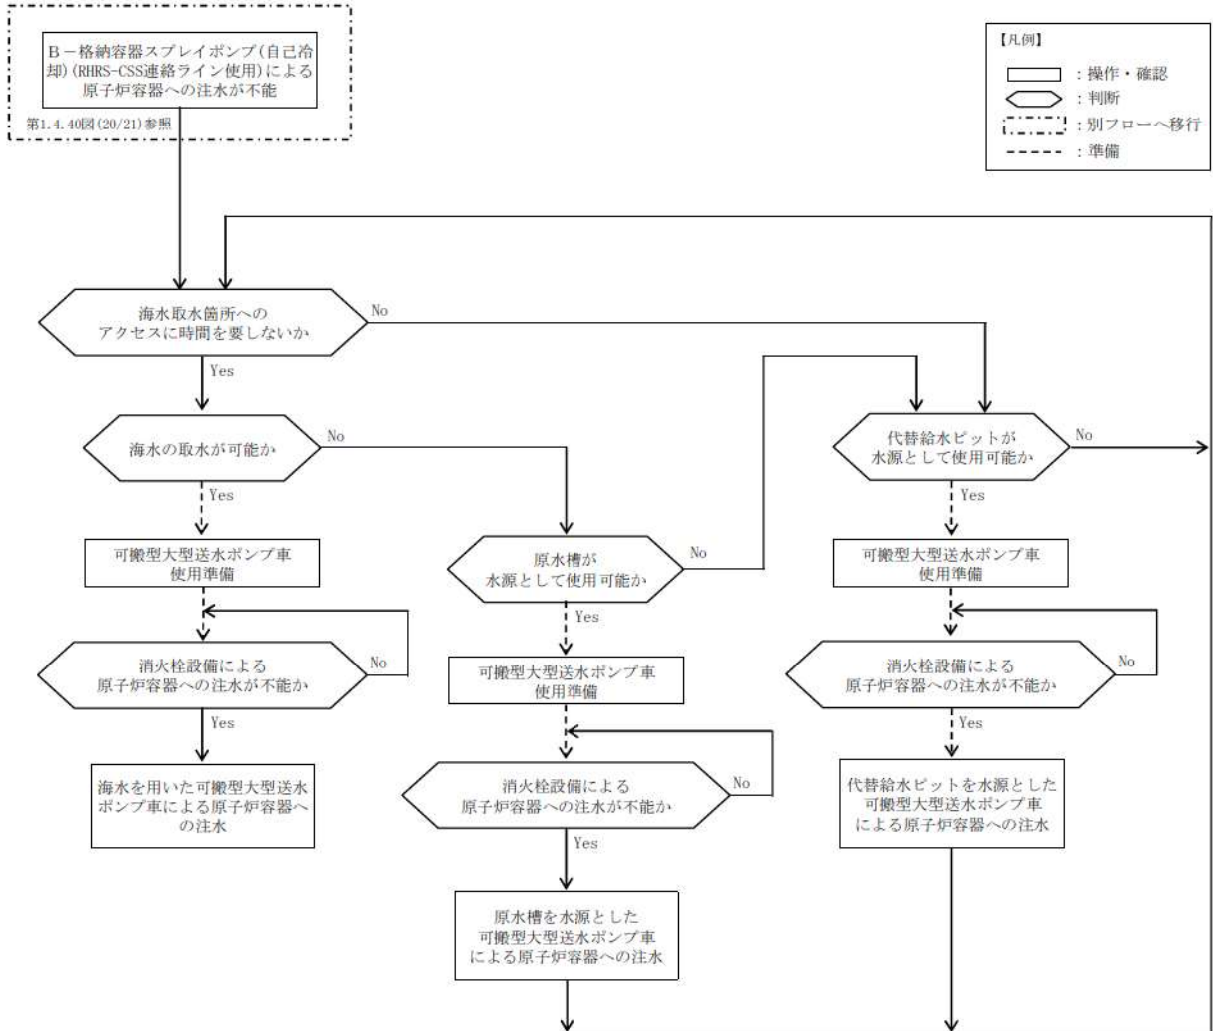 B－格納容器スプレイポンプ(自己冷
却)(RHRS-CSS連絡ライン使用)による
原子炉容器への注水が不能
第1.4.40図(20/21)参照
【凡例】
：操作・確認
：判断
：別フローへ移行
：準備
海水取水箇所への
アクセスに時間を要しないか
No
Yes
海水の取水が可能か
No
Yes
代替給水ピットが
水源として使用可能か
No
Yes
可搬型大型送水ポンプ車
使用準備
原水槽が
水源として使用可能か
No
Yes
可搬型大型送水ポンプ車
使用準備
消火栓設備による
原子炉容器への注水が不能か
No
Yes
可搬型大型送水ポンプ車
使用準備
消火栓設備による
原子炉容器への注水が不能か
No
Yes
海水を用いた可搬型大型送水
ポンプ車による原子炉容器へ
の注水
消火栓設備による
原子炉容器への注水が不能か
No
Yes
代替給水ピットを水源とした
可搬型大型送水ポンプ車
による原子炉容器への注水
原水槽を水源とした
可搬型大型送水ポンプ車
による原子炉容器への注水